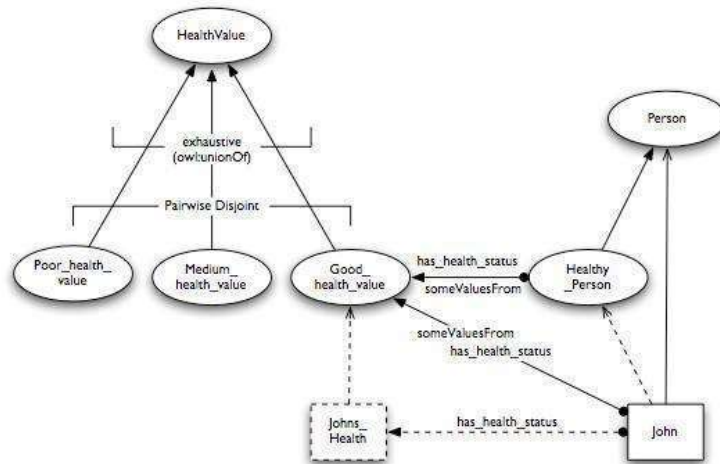 HealthValue
Person
exhaustive
(owl:unionOf)
Pairwise Disjoint
Poor_health_
value
Medium_
health_value
Good_
health_value
has_health_status
someValuesFrom
Healthy
_Person
someValuesFrom
has_health_status
Johns_
Health
has_health_status
John